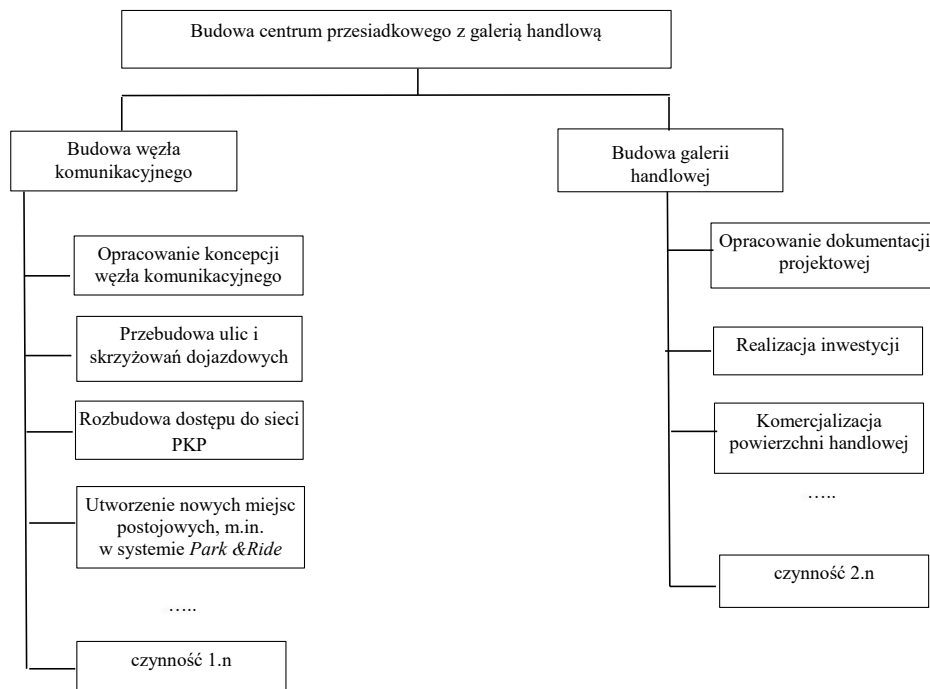 Budowa centrum przesiadkowego z galerią handlową
Budowa węzła
komunikacyjnego
Opracowanie koncepcji
węzła komunikacyjnego
Przebudowa ulic i
skrzyżowań dojazdowych
Rozbudowa dostępu do sieci
PKP
Utworzenie nowych miejsc
postojowych, m.in.
w systemie Park &Ride
…..
czynność 1.n
Budowa galerii
handlowej
Opracowanie dokumentacji
projektowej
Realizacja inwestycji
Komercjalizacja
powierzchni handlowej
…..
czynność 2.n